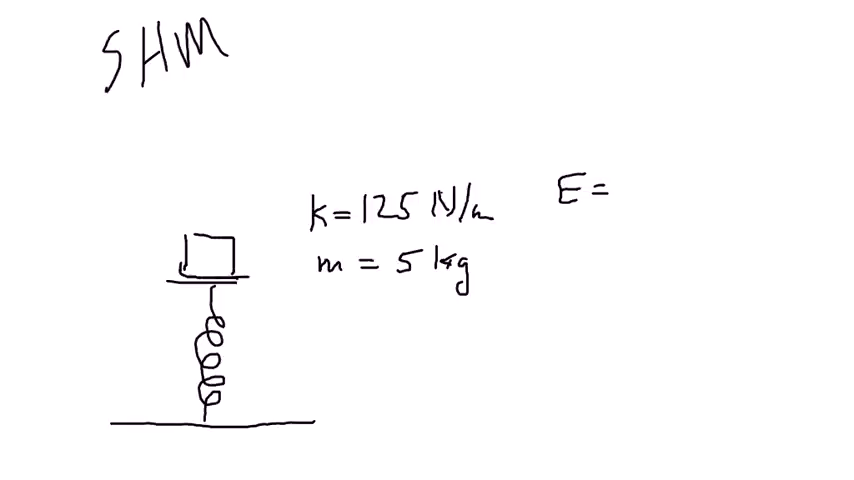 SHM
k = 125 N/m
E =
m = 5 kg